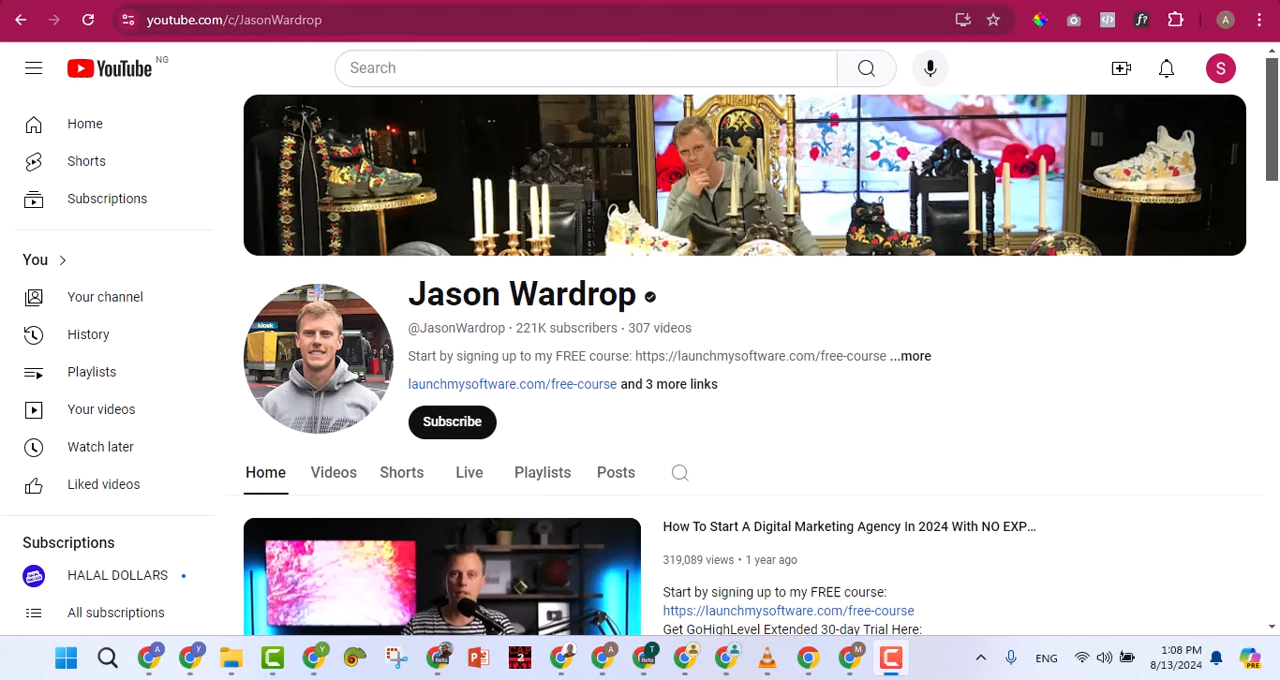 youtube.com/c/JasonWardrop
A
YouTube NG
Search
S
Home
Shorts
Subscriptions
You
Your channel
History
Playlists
Your videos
Watch later
Liked videos
Subscriptions
HALAL DOLLARS
All subscriptions
kiosk
Jason Wardrop
@JasonWardrop · 221K subscribers · 307 videos
Start by signing up to my FREE course: https://launchmysoftware.com/free-course ...more
launchmysoftware.com/free-course and 3 more links
Subscribe
Home Videos Shorts Live Playlists Posts
How To Start A Digital Marketing Agency In 2024 With NO EXP...
319,089 views • 1 year ago
Start by signing up to my FREE course:
https://launchmysoftware.com/free-course
Get GoHighLevel Extended 30-day Trial Here:
ENG
1:08 PM
8/13/2024
PRE